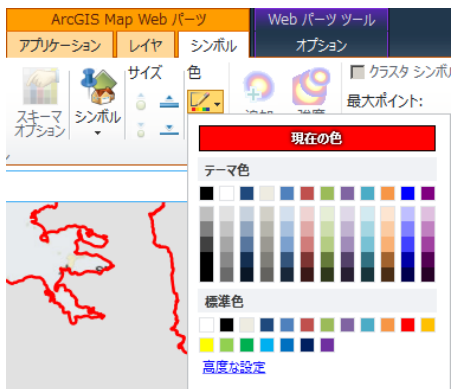 ArcGIS Map Web パーツ
Web パーツ ツール
アプリケーション
レイヤ
シンボル
オプション
スキーマ
オプション
シンボル
サイズ
色
クラスタ シンボル
最大ポイント:
現在の色
テーマ色
標準色
高度な設定